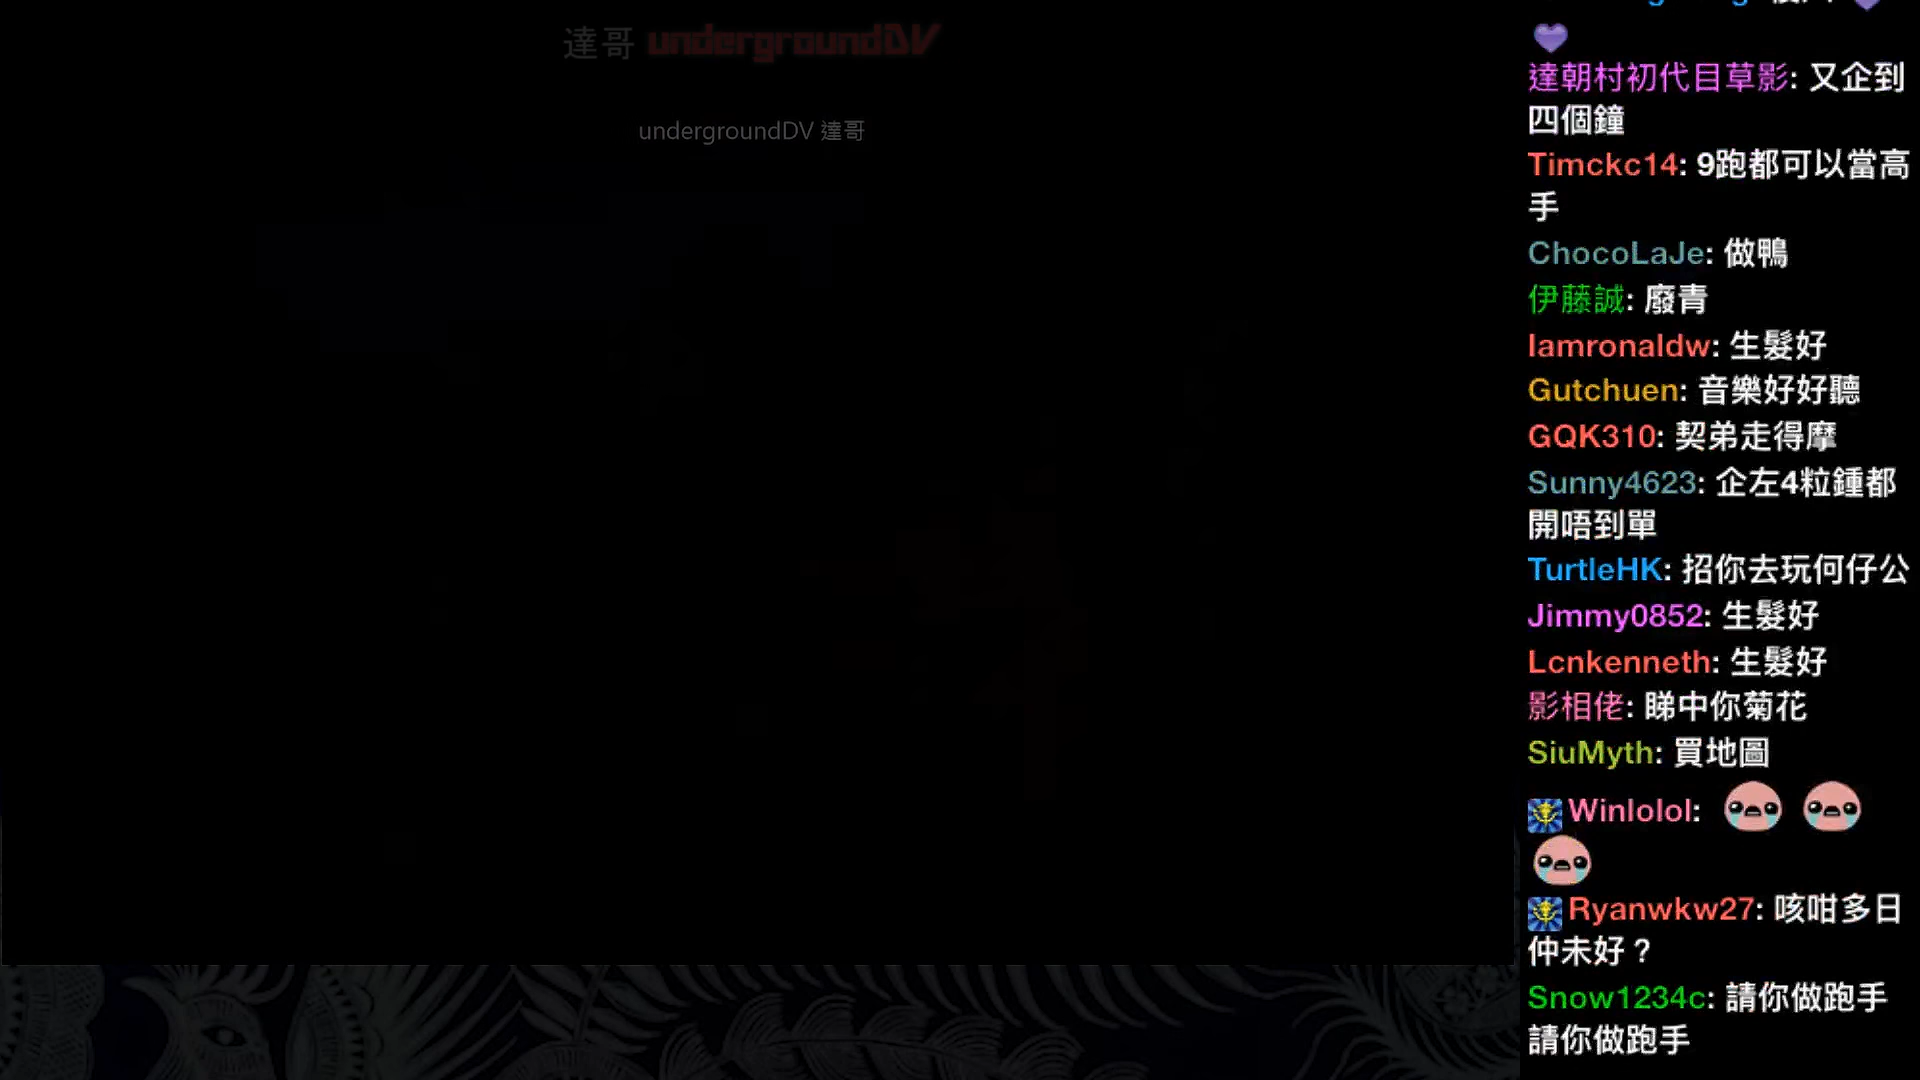 達哥 undergroundDV
undergroundDV 達哥
達朝村初代目草影: 又企到
四個鐘
Timckc14: 9跑都可以當高
手
ChocoLaJe: 做鴨
伊藤誠: 廢青
Iamronaldw: 生髮好
Gutchuen: 音樂好好聽
GQK310: 契弟走得摩
Sunny4623: 企左4粒鍾都
開唔到單
TurtleHK: 招你去玩何仔公
Jimmy0852: 生髮好
Lcnkenneth: 生髮好
影相佬: 睇中你菊花
SiuMyth: 買地圖
Winlolol:
Ryanwkw27: 咳咁多日
仲未好？
Snow1234c: 請你做跑手
請你做跑手